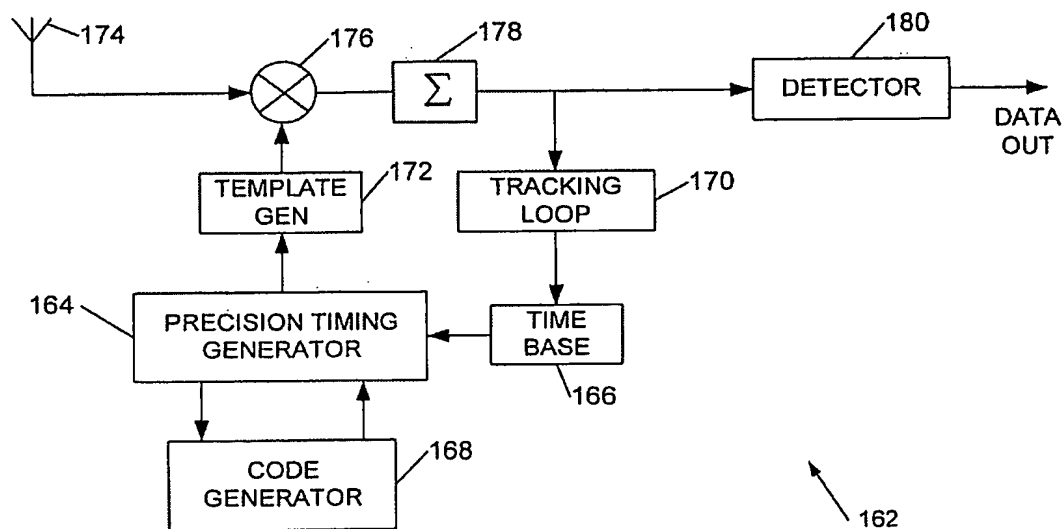 174
176
178
180
Σ
DETECTOR
DATA
OUT
TEMPLATE
GEN
172
TRACKING
LOOP
170
164
PRECISION TIMING
GENERATOR
TIME
BASE
166
CODE
GENERATOR
168
162